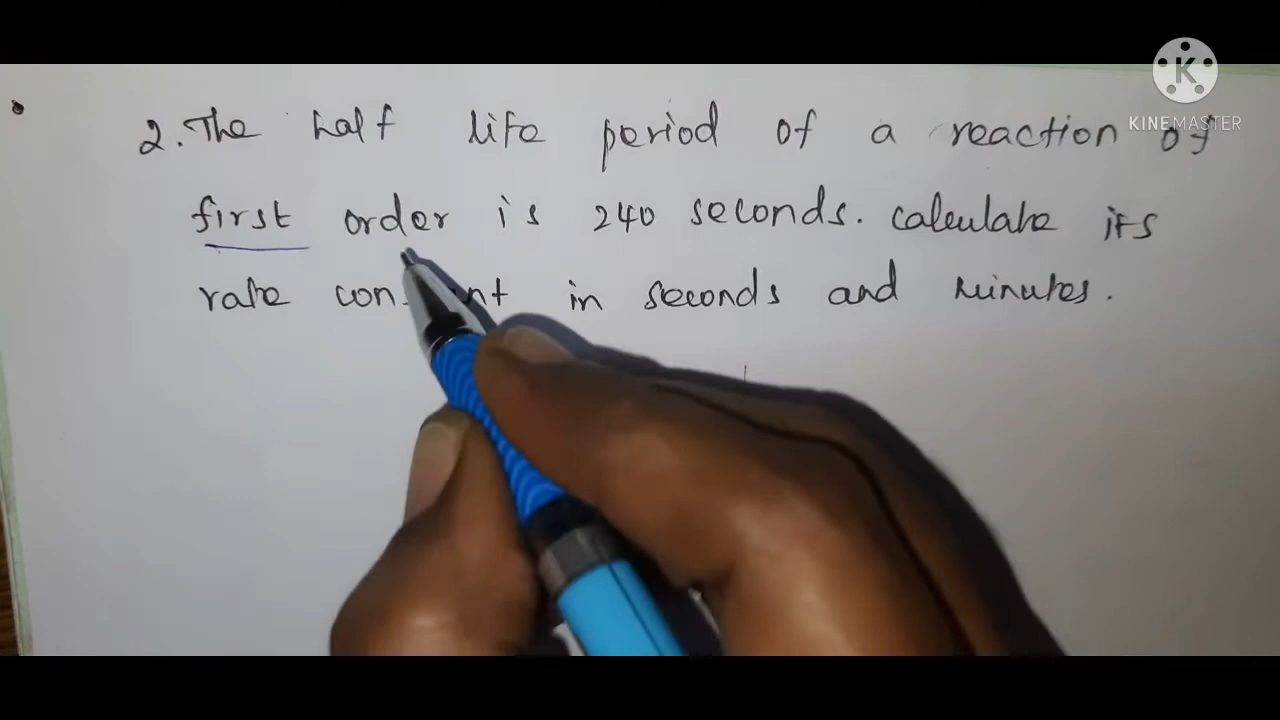 KINEMASTER
2. The half life period of a reaction of
first order is 240 seconds. calculate its
rate constant in seconds and minutes.